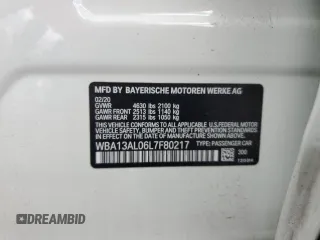 MFD BY BAYERISCHE MOTOREN WERKE AG
02/20
GVWR 4630 lbs 2100 kg
GAWR FRONT 2513 lbs 1140 kg
GAWR REAR 2315 lbs 1050 kg
THIS VEHICLE CONFORMS TO ALL APPLICABLE U.S. FEDERAL MOTOR
VEHICLE SAFETY, BUMPER, AND THEFT PREVENTION STANDARDS IN
EFFECT ON THE DATE OF MANUFACTURE SHOWN ABOVE.
WBA13AL06L7F80217 TYPE: PASSENGER CAR
300
© DREAMBID.COM